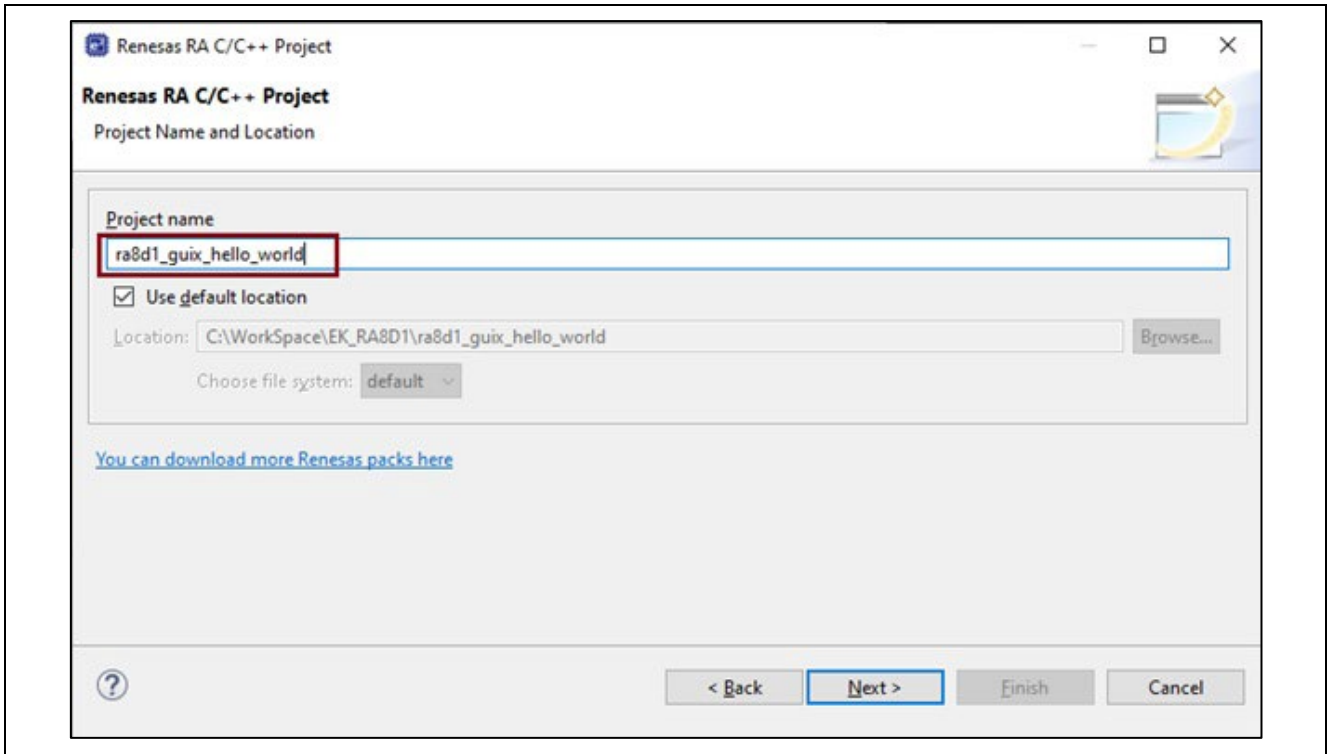 Renesas RA C/C++ Project
Renesas RA C/C++ Project
Project Name and Location
Project name
ra8d1_guix_hello_world
Use default location
Location: C:\WorkSpace\EK_RA8D1\ra8d1_guix_hello_world Browse...
Choose file system: default
You can download more Renesas packs here
? < Back Next > Finish Cancel